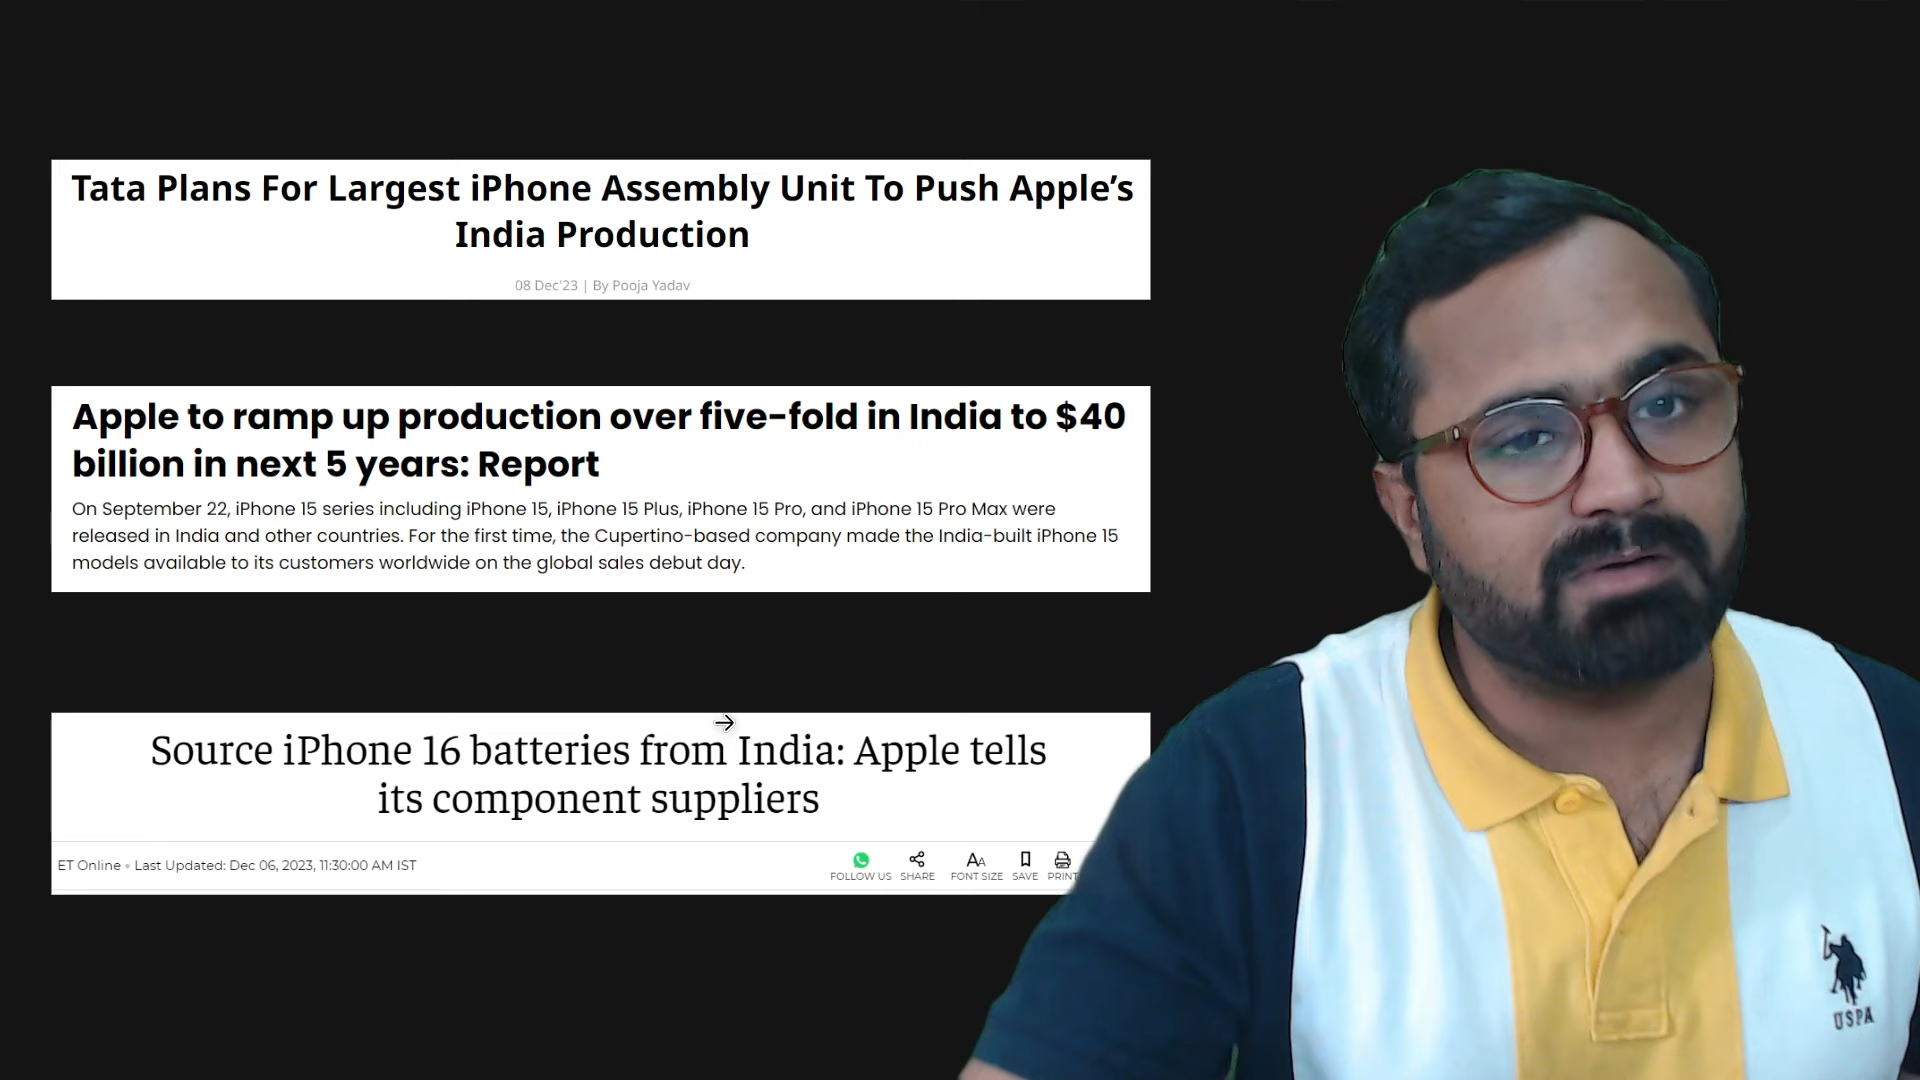 Tata Plans For Largest iPhone Assembly Unit To Push Apple’s
India Production
08 Dec'23 | By Pooja Yadav
Apple to ramp up production over five-fold in India to $40
billion in next 5 years: Report
On September 22, iPhone 15 series including iPhone 15, iPhone 15 Plus, iPhone 15 Pro, and iPhone 15 Pro Max were
released in India and other countries. For the first time, the Cupertino-based company made the India-built iPhone 15
models available to its customers worldwide on the global sales debut day.
Source iPhone 16 batteries from India: Apple tells
its component suppliers
ET Online • Last Updated: Dec 06, 2023, 11:30:00 AM IST
FOLLOW US SHARE FONT SIZE SAVE PRINT
USPA